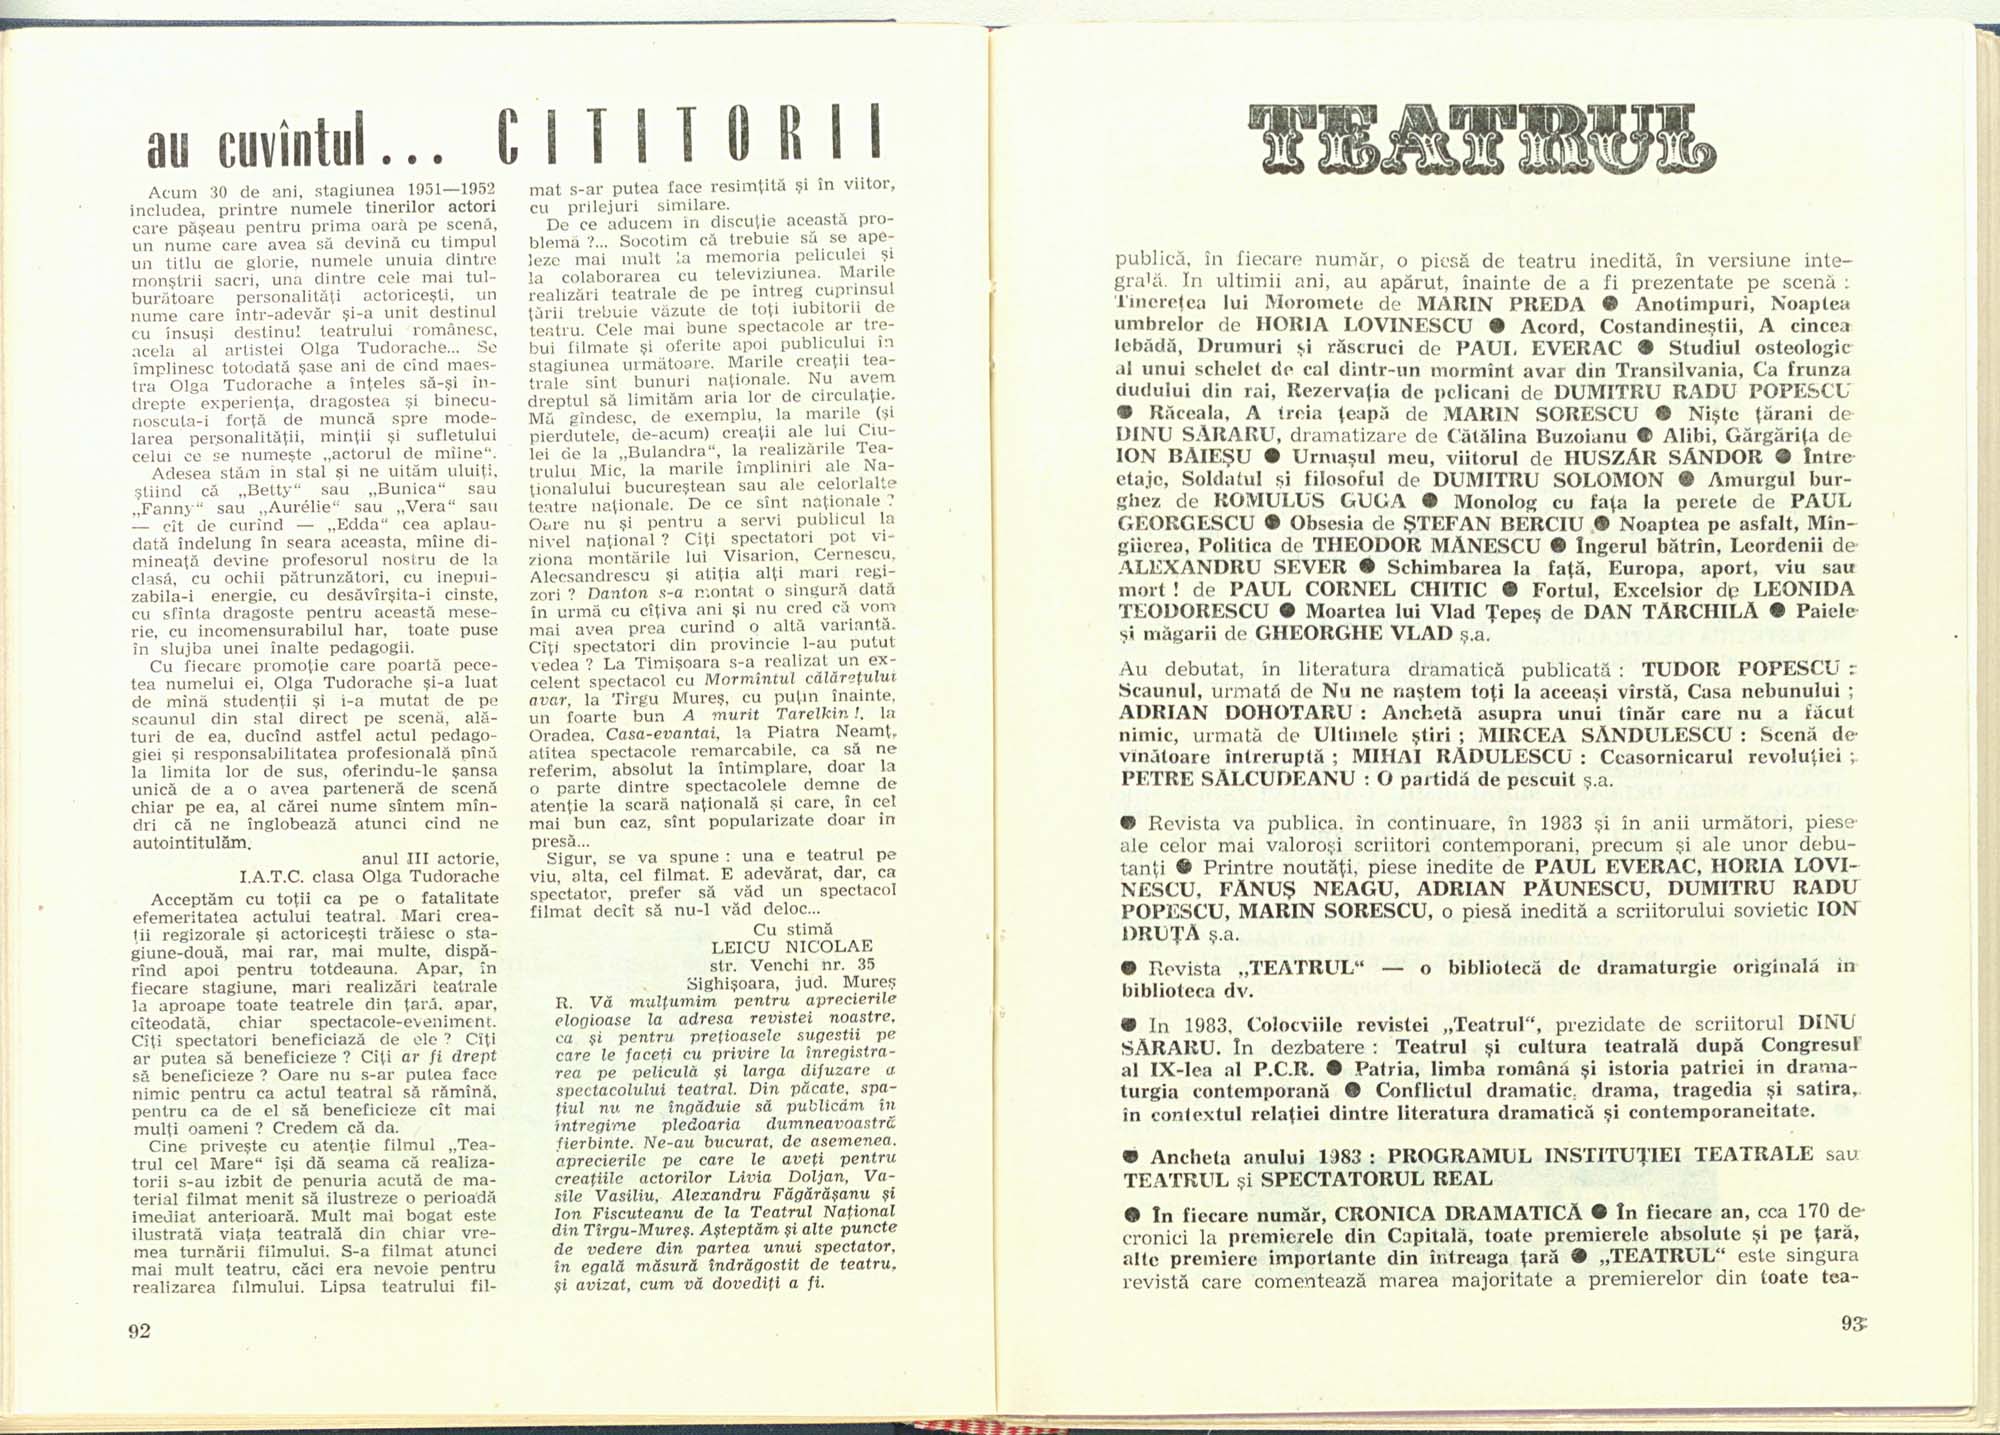 au cuvîntul... CITITORII
Acum 30 de ani, stagiunea 1951—1952
includea, printre numele tinerilor actori
care pășeau pentru prima oară pe scenă,
un nume care avea să devină cu timpul
un titlu de glorie, numele unuia dintre
monștrii sacri, una dintre cele mai tul-
burătoare personalități actoricești, un
nume care într-adevăr și-a unit destinul
cu însuși destinul teatrului românesc,
acela al artistei Olga Tudorache... Se
împlinesc totodată șase ani de cînd maes-
tra Olga Tudorache a înțeles să-și în-
drepte experiența, dragostea și binecu-
noscuta-i forță de muncă spre mode-
larea personalității, minții și sufletului
celui ce se numește „actorul de mîine“.
Adesea stăm în stal și ne uităm uluiți,
știind că „Betty“ sau „Bunica“ sau
„Fanny“ sau „Aurélie“ sau „Vera“ sau
— cît de curînd — „Edda“ cea aplau-
dată îndelung în seara aceasta, mîine di-
mineață devine profesorul nostru de la
clasă, cu ochii pătrunzători, cu inepui-
zabila-i energie, cu desăvîrșita-i cinste,
cu sfînta dragoste pentru această mese-
rie, cu incomensurabilul har, toate puse
în slujba unei înalte pedagogii.
Cu fiecare promoție care poartă pece-
tea numelui ei, Olga Tudorache și-a luat
de mînă studenții și i-a mutat de pe
scaunul din stal direct pe scenă, ală-
turi de ea, ducînd astfel actul pedago-
giei și responsabilitatea profesională pînă
la limita lor de sus, oferindu-le șansa
unică de a o avea parteneră de scenă
chiar pe ea, al cărei nume sîntem mîn-
dri că ne înglobează atunci cînd ne
autointitulăm.
anul III actorie,
I.A.T.C. clasa Olga Tudorache
Acceptăm cu toții ca pe o fatalitate
efemeritatea actului teatral. Mari crea-
ții regizorale și actoricești trăiesc o sta-
giune-două, mai rar, mai multe, dispă-
rînd apoi pentru totdeauna. Apar, în
fiecare stagiune, mari realizări teatrale
la aproape toate teatrele din țară, apar,
cîteodată, chiar spectacole-eveniment.
Cîți spectatori beneficiază de ele ? Cîți
ar putea să beneficieze ? Cîți ar fi drept
să beneficieze ? Oare nu s-ar putea face
nimic pentru ca actul teatral să rămînă,
pentru ca de el să beneficieze cît mai
mulți oameni ? Credem că da.
Cine privește cu atenție filmul „Tea-
trul cel Mare“ își dă seama că realiza-
torii s-au izbit de penuria acută de ma-
terial filmat menit să ilustreze o perioadă
imediat anterioară. Mult mai bogat este
ilustrată viața teatrală din chiar vre-
mea turnării filmului. S-a filmat atunci
mai mult teatru, căci era nevoie pentru
realizarea filmului. Lipsa teatrului fil-
mat s-ar putea face resimțită și în viitor,
cu prilejuri similare.
De ce aducem în discuție această pro-
blemă ?... Socotim că trebuie să se ape-
leze mai mult la memoria peliculei și
la colaborarea cu televiziunea. Marile
realizări teatrale de pe întreg cuprinsul
țării trebuie văzute de toți iubitorii de
teatru. Cele mai bune spectacole ar tre-
bui filmate și oferite apoi publicului în
stagiunea următoare. Marile creații tea-
trale sînt bunuri naționale. Nu avem
dreptul să limităm aria lor de circulație.
Mă gîndesc, de exemplu, la marile (și
pierdutele, de-acum) creații ale lui Ciu-
lei de la „Bulandra“, la realizările Tea-
trului Mic, la marile împliniri ale Na-
ționalului bucureștean sau ale celorlalte
teatre naționale. De ce sînt naționale ?
Oare nu și pentru a servi publicul la
nivel național ? Cîți spectatori pot vi-
ziona montările lui Visarion, Cernescu,
Alecsandrescu și atîția alți mari regi-
zori ? Danton s-a montat o singură dată
în urmă cu cîțiva ani și nu cred că vom
mai avea prea curînd o altă variantă.
Cîți spectatori din provincie l-au putut
vedea ? La Timișoara s-a realizat un ex-
celent spectacol cu Mormîntul călărețului
avar, la Tîrgu Mureș, cu puțin înainte,
un foarte bun A murit Tarelkin !, la
Oradea, Casa-evantai, la Piatra Neamț,
atîtea spectacole remarcabile, ca să ne
referim, absolut la întîmplare, doar la
o parte dintre spectacolele demne de
atenție la scară națională și care, în cel
mai bun caz, sînt popularizate doar în
presă...
Sigur, se va spune : una e teatrul pe
viu, alta, cel filmat. E adevărat, dar, ca
spectator, prefer să văd un spectacol
filmat decît să nu-l văd deloc...
Cu stimă
LEICU NICOLAE
str. Venchi nr. 35
Sighișoara, jud. Mureș
R. Vă mulțumim pentru aprecierile
elogioase la adresa revistei noastre,
ca și pentru prețioasele sugestii pe
care le faceți cu privire la înregistra-
rea pe peliculă și larga difuzare a
spectacolului teatral. Din păcate, spa-
țiul nu ne îngăduie să publicăm în
întregime pledoaria dumneavoastră
fierbinte. Ne-au bucurat, de asemenea,
aprecierile pe care le aveți pentru
creațiile actorilor Livia Doljan, Va-
sile Vasiliu, Alexandru Făgărășanu și
Ion Fiscuteanu de la Teatrul Național
din Tîrgu-Mureș. Așteptăm și alte puncte
de vedere din partea unui spectator,
în egală măsură îndrăgostit de teatru,
și avizat, cum vă dovediți a fi.
92
TEATRUL
publică, în fiecare număr, o piesă de teatru inedită, în versiune inte-
grală. In ultimii ani, au apărut, înainte de a fi prezentate pe scenă :
Tinerețea lui Moromete de MARIN PREDA ● Anotimpuri, Noaptea
umbrelor de HORIA LOVINESCU ● Acord, Costandineștii, A cincea
lebădă, Drumuri și răscruci de PAUL EVERAC ● Studiul osteologic
al unui schelet de cal dintr-un mormînt avar din Transilvania, Ca frunza
dudului din rai, Rezervația de pelicani de DUMITRU RADU POPESCU
● Răceala, A treia țeapă de MARIN SORESCU ● Niște țărani de
DINU SĂRARU, dramatizare de Cătălina Buzoianu ● Alibi, Gărgărița de
ION BĂIEȘU ● Urmașul meu, viitorul de HUSZÁR SÁNDOR ● Între
etaje, Soldatul și filosoful de DUMITRU SOLOMON ● Amurgul bur-
ghez de ROMULUS GUGA ● Monolog cu fața la perete de PAUL
GEORGESCU ● Obsesia de ȘTEFAN BERCIU ● Noaptea pe asfalt, Mîn-
gîierea, Politica de THEODOR MĂNESCU ● Îngerul bătrîn, Leordenii de
ALEXANDRU SEVER ● Schimbarea la față, Europa, aport, viu sau
mort ! de PAUL CORNEL CHITIC ● Fortul, Excelsior de LEONIDA
TEODORESCU ● Moartea lui Vlad Țepeș de DAN TĂRCHILĂ ● Paiele
și măgarii de GHEORGHE VLAD ș.a.
Au debutat, în literatura dramatică publicată : TUDOR POPESCU :
Scaunul, urmată de Nu ne naștem toți la aceeași vîrstă, Casa nebunului ;
ADRIAN DOHOTARU : Anchetă asupra unui tînăr care nu a făcut
nimic, urmată de Ultimele știri ; MIRCEA SĂNDULESCU : Scenă de
vînătoare întreruptă ; MIHAI RĂDULESCU : Ceasornicarul revoluției ;
PETRE SĂLCUDEANU : O partidă de pescuit ș.a.
● Revista va publica, în continuare, în 1983 și în anii următori, piese
ale celor mai valoroși scriitori contemporani, precum și ale unor debu-
tanți ● Printre noutăți, piese inedite de PAUL EVERAC, HORIA LOVI-
NESCU, FĂNUȘ NEAGU, ADRIAN PĂUNESCU, DUMITRU RADU
POPESCU, MARIN SORESCU, o piesă inedită a scriitorului sovietic ION
DRUȚĂ ș.a.
● Revista „TEATRUL“ — o bibliotecă de dramaturgie originală în
biblioteca dv.
● In 1983, Colocviile revistei „Teatrul“, prezidate de scriitorul DINU
SĂRARU. În dezbatere : Teatrul și cultura teatrală după Congresul
al IX-lea al P.C.R. ● Patria, limba română și istoria patriei în drama-
turgia contemporană ● Conflictul dramatic, drama, tragedia și satira,
în contextul relației dintre literatura dramatică și contemporaneitate.
● Ancheta anului 1983 : PROGRAMUL INSTITUȚIEI TEATRALE sau
TEATRUL și SPECTATORUL REAL
● În fiecare număr, CRONICA DRAMATICĂ ● În fiecare an, cca 170 de
cronici la premierele din Capitală, toate premierele absolute și pe țară,
alte premiere importante din întreaga țară ● „TEATRUL“ este singura
revistă care comentează marea majoritate a premierelor din toate tea-
93